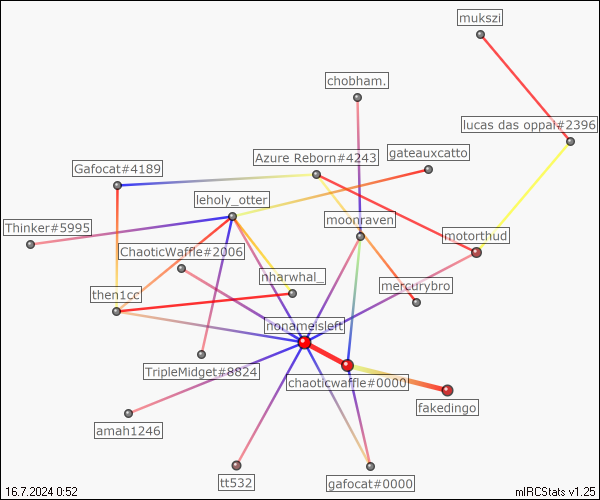 mukszi
chobham.
lucas das oppai#2396
gateauxcatto
Azure Reborn#4243
Gafocat#4189
leholy_otter
moonraven
Thinker#5995
motorthud
ChaoticWaffle#2006
nharwhal_
mercurybro
then1cc
nonameisleft
TripleMidget#8824
chaoticwaffle#0000
fakedingo
amah1246
tt532
gafocat#0000
16.7.2024 0:52
mIRCStats v1.25